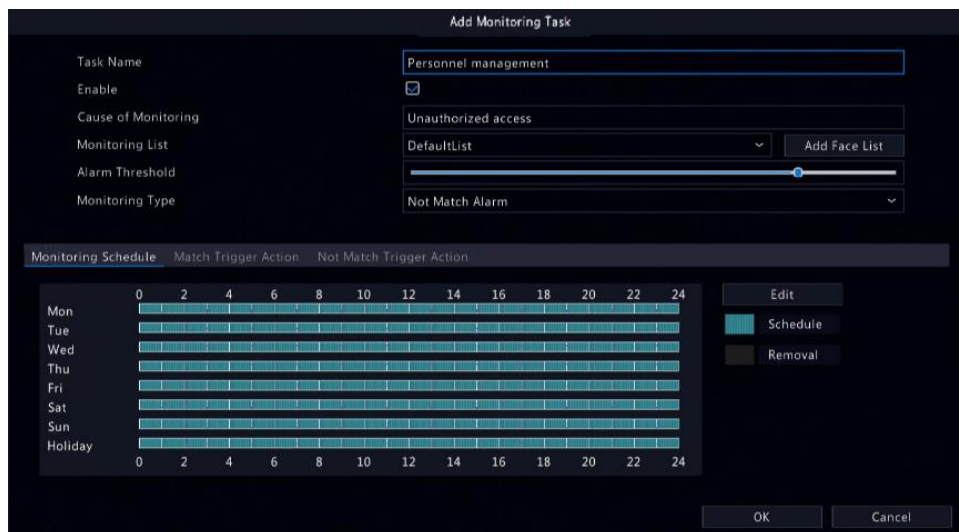 Add Monitoring Task
Task Name Personnel management
Enable
Cause of Monitoring Unauthorized access
Monitoring List DefaultList Add Face List
Alarm Threshold
Monitoring Type Not Match Alarm
Monitoring Schedule Match Trigger Action Not Match Trigger Action
0 2 4 6 8 10 12 14 16 18 20 22 24 Edit
Mon
Tue Schedule
Wed
Thu Removal
Fri
Sat
Sun
Holiday
0 2 4 6 8 10 12 14 16 18 20 22 24
OK Cancel